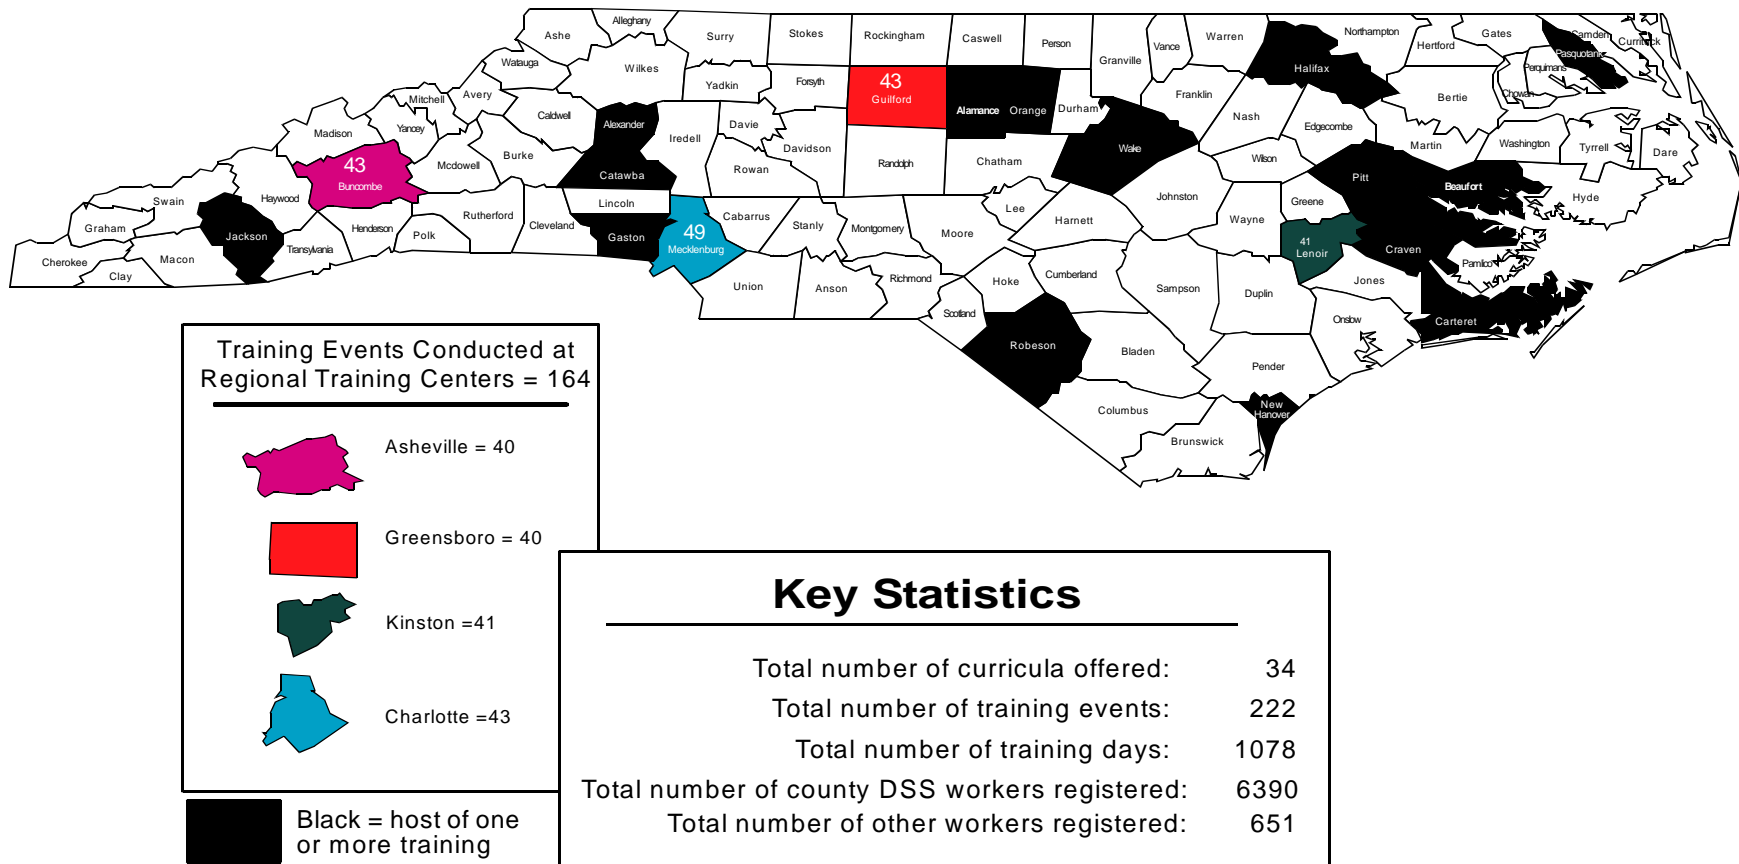 Alleghany
Ashe
Surry
Stokes
Rockingham
Caswell
Person
Granville
Vance
Warren
Northampton
Hertford
Gates
Camden
Currituck
Pasquotank
Perquimans
Chowan
Watauga
Wilkes
Yadkin
Forsyth
43
Guilford
Alamance
Orange
Durham
Franklin
Halifax
Bertie
Mitchell
Avery
Caldwell
Alexander
Iredell
Davie
Davidson
Nash
Edgecombe
Martin
Washington
Tyrrell
Dare
Madison
Yancey
Mcdowell
Burke
Catawba
Rowan
Randolph
Chatham
Wake
Wilson
Pitt
Beaufort
Hyde
43
Buncombe
Haywood
Swain
Graham
Cherokee
Clay
Macon
Jackson
Transylvania
Henderson
Polk
Rutherford
Cleveland
Lincoln
Gaston
49
Mecklenburg
Cabarrus
Stanly
Montgomery
Moore
Lee
Harnett
Johnston
Wayne
Greene
41
Lenoir
Craven
Pamlico
Jones
Carteret
Union
Anson
Richmond
Scotland
Hoke
Cumberland
Sampson
Duplin
Onslow
Robeson
Bladen
Pender
Columbus
Brunswick
New
Hanover
Training Events Conducted at
Regional Training Centers = 164
Asheville = 40
Greensboro = 40
Kinston =41
Charlotte =43
Black = host of one
or more training
Key Statistics
Total number of curricula offered: 34
Total number of training events: 222
Total number of training days: 1078
Total number of county DSS workers registered: 6390
Total number of other workers registered: 651